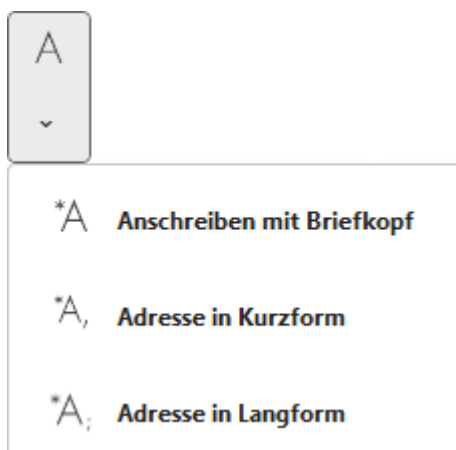 A
*A Anschreiben mit Briefkopf
*A, Adresse in Kurzform
*A; Adresse in Langform